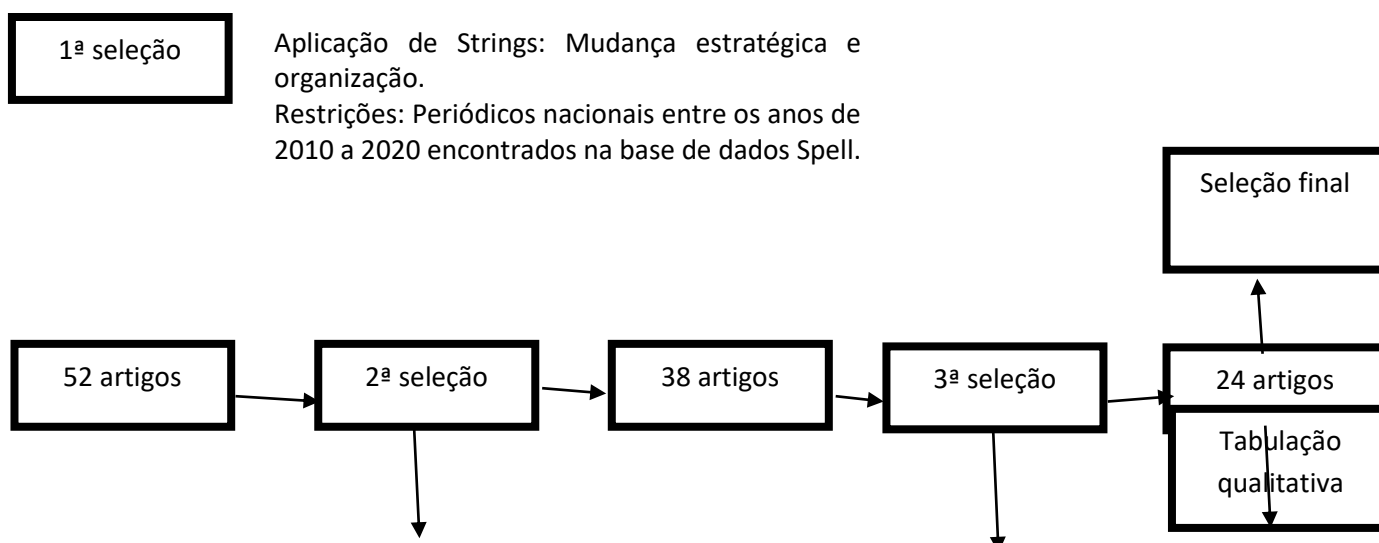 1ª seleção
Aplicação de Strings: Mudança estratégica e
organização.
Restrições: Periódicos nacionais entre os anos de
2010 a 2020 encontrados na base de dados Spell.
Seleção final
52 artigos
2ª seleção
38 artigos
3ª seleção
24 artigos
Tabulação
qualitativa